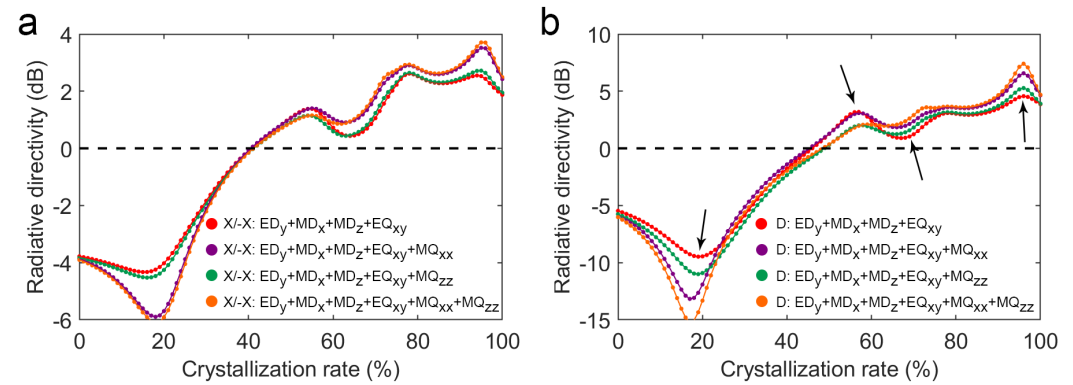 a
4
2
0
-2
-4
-6
Radiative directivity (dB)
X/-X: EDy+MDx+MDz+EQxy
X/-X: EDy+MDx+MDz+EQxy+MQxx
X/-X: EDy+MDx+MDz+EQxy+MQzz
X/-X: EDy+MDx+MDz+EQxy+MQxx+MQzz
0 20 40 60 80 100
Crystallization rate (%)
b
10
5
0
-5
-10
-15
Radiative directivity (dB)
D: EDy+MDx+MDz+EQxy
D: EDy+MDx+MDz+EQxy+MQxx
D: EDy+MDx+MDz+EQxy+MQzz
D: EDy+MDx+MDz+EQxy+MQxx+MQzz
0 20 40 60 80 100
Crystallization rate (%)